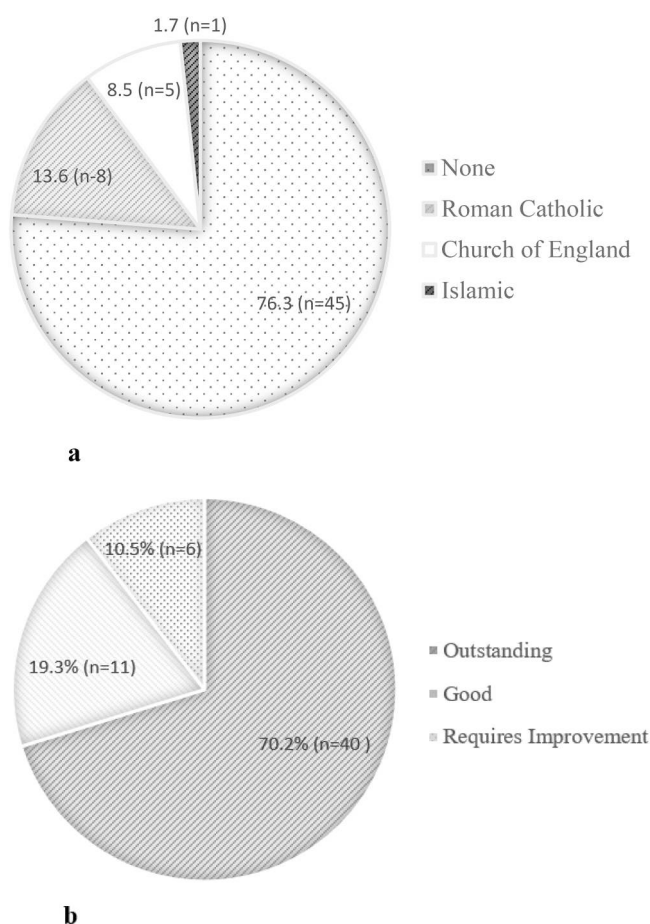 1.7 (n=1)
8.5 (n=5)
13.6 (n-8)
76.3 (n=45)
None
Roman Catholic
Church of England
Islamic
a
10.5% (n=6)
19.3% (n=11)
70.2% (n=40 )
Outstanding
Good
Requires Improvement
b